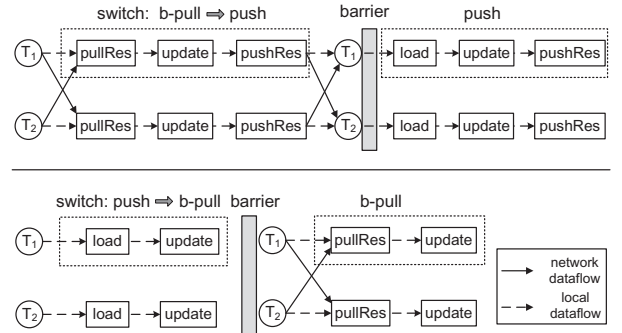 switch: b-pull ⇒ push barrier push
T1 pullRes update pushRes T1 load update pushRes
T2 pullRes update pushRes T2 load update pushRes
switch: push ⇒ b-pull barrier b-pull
T1 load update T1 pullRes update
T2 load update T2 pullRes update
network
dataflow
local
dataflow